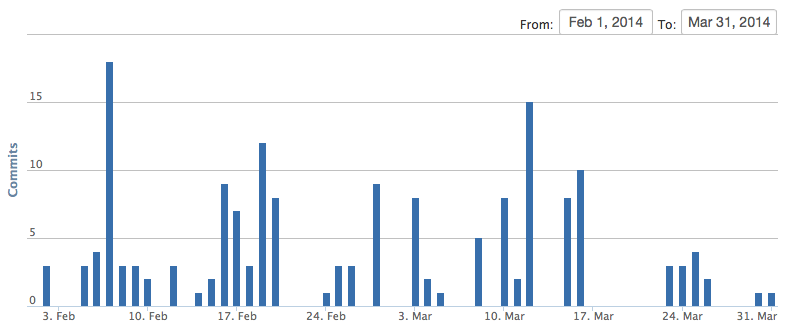 From: Feb 1, 2014 To: Mar 31, 2014
Commits
15
10
5
0
3. Feb 10. Feb 17. Feb 24. Feb 3. Mar 10. Mar 17. Mar 24. Mar 31. Mar